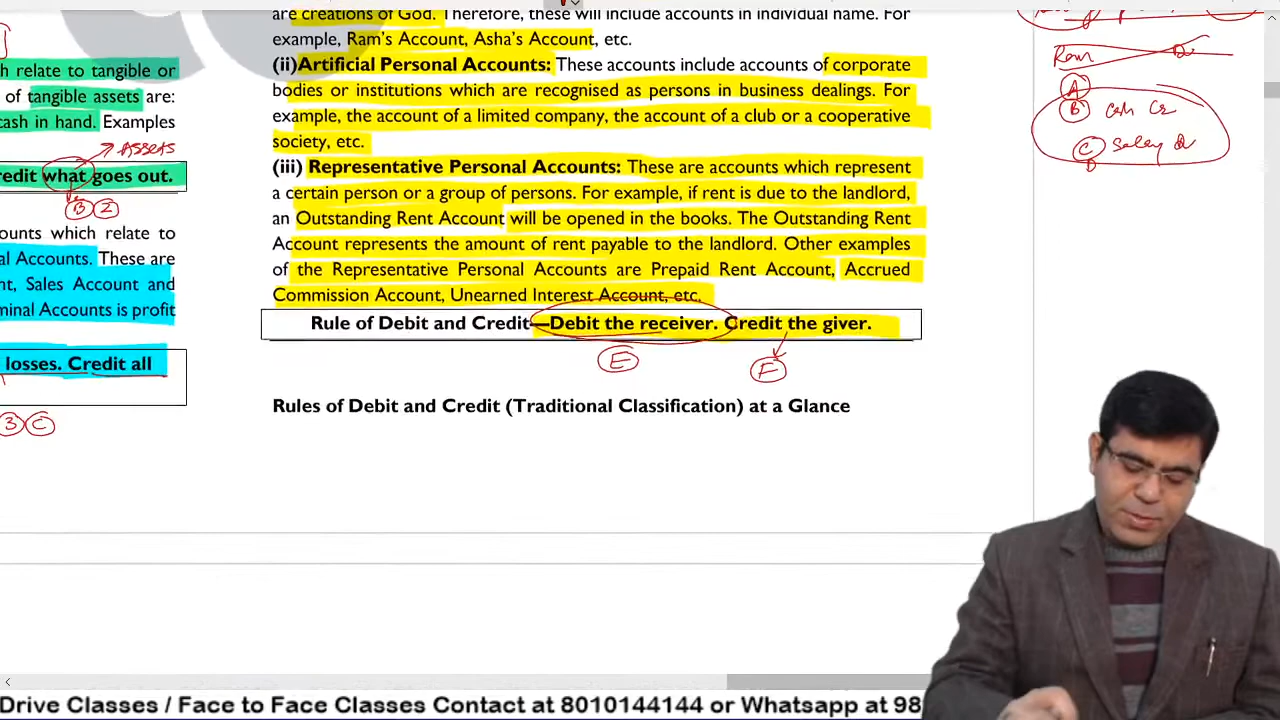 h relate to tangible or
of tangible assets are:
cash in hand. Examples
ASSETS
redit what goes out.
B Z
ounts which relate to
al Accounts. These are
nt, Sales Account and
minal Accounts is profit
losses. Credit all
C
are creations of God. Therefore, these will include accounts in individual name. For
example, Ram's Account, Asha's Account, etc.
(ii)Artificial Personal Accounts: These accounts include accounts of corporate
bodies or institutions which are recognised as persons in business dealings. For
example, the account of a limited company, the account of a club or a cooperative
society, etc.
(iii) Representative Personal Accounts: These are accounts which represent
a certain person or a group of persons. For example, if rent is due to the landlord,
an Outstanding Rent Account will be opened in the books. The Outstanding Rent
Account represents the amount of rent payable to the landlord. Other examples
of the Representative Personal Accounts are Prepaid Rent Account, Accrued
Commission Account, Unearned Interest Account, etc.
Rule of Debit and Credit—Debit the receiver. Credit the giver.
E F
Rules of Debit and Credit (Traditional Classification) at a Glance
Ram Dr
A
B Cash Cr
C Salary Dr
D
Drive Classes / Face to Face Classes Contact at 8010144144 or Whatsapp at 98